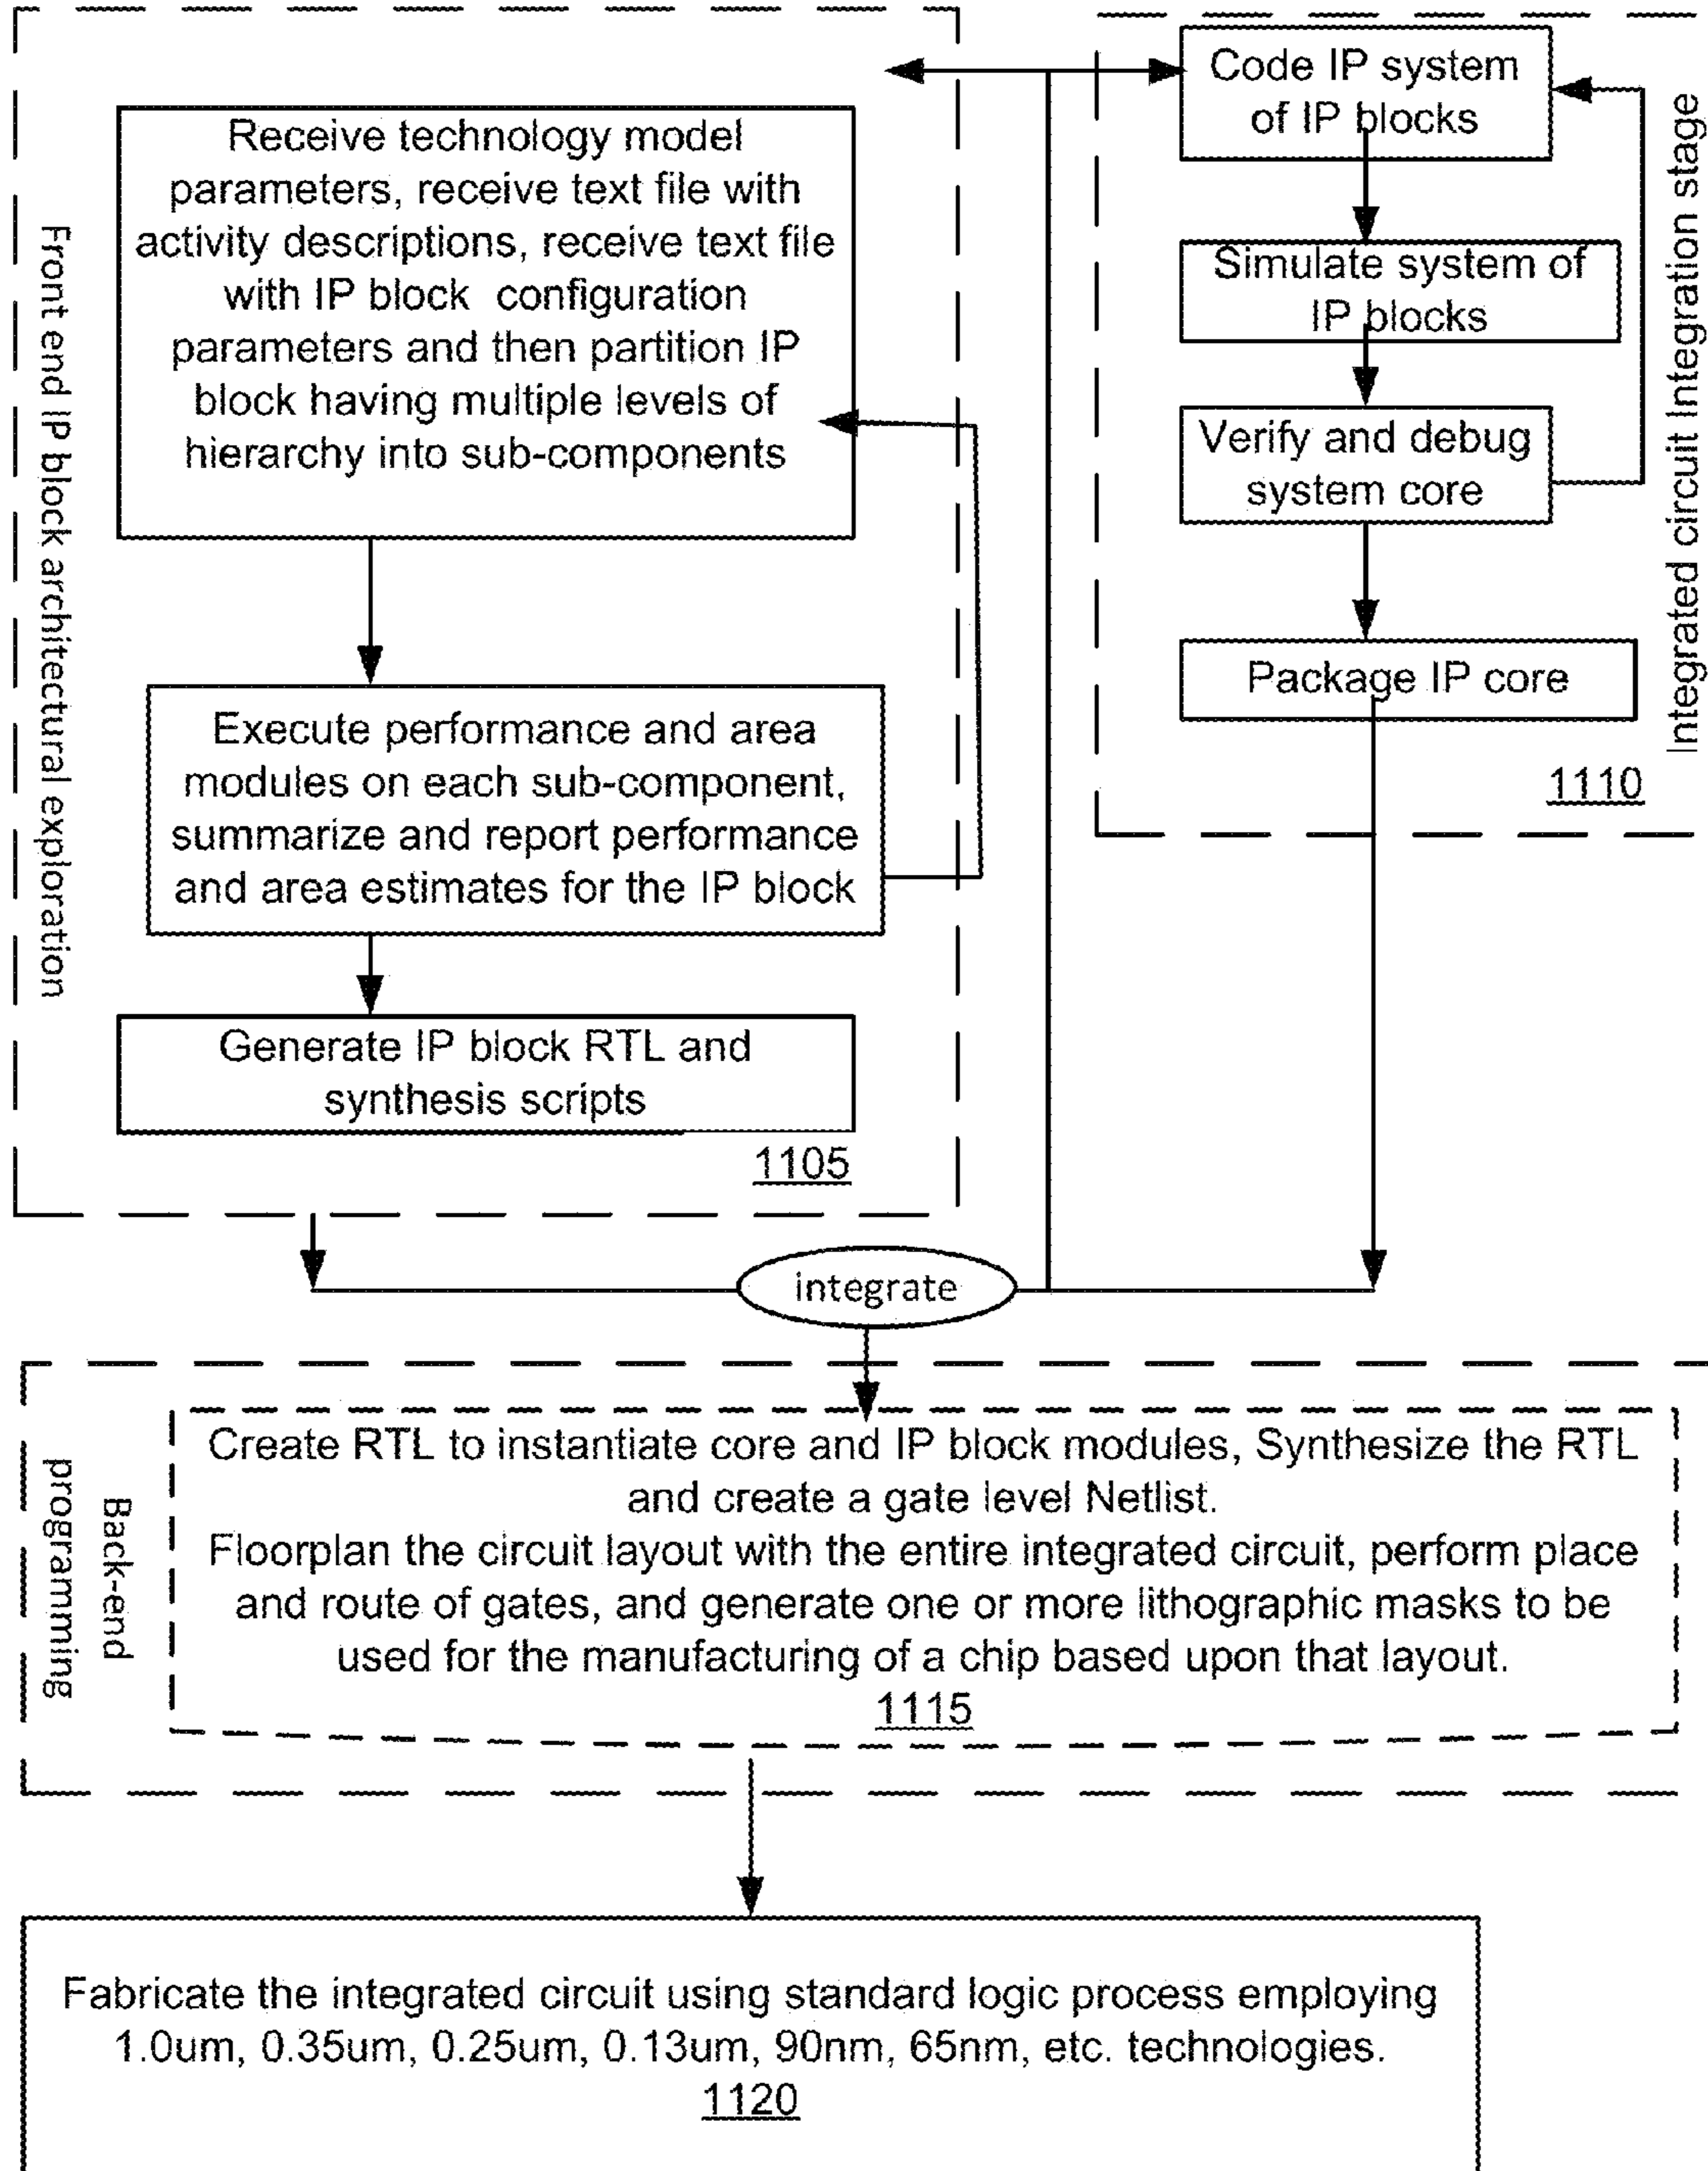 Front end IP block architectural exploration
Receive technology model
parameters, receive text file with
activity descriptions, receive text file
with IP block configuration
parameters and then partition IP
block having multiple levels of
hierarchy into sub-components
Execute performance and area
modules on each sub-component,
summarize and report performance
and area estimates for the IP block
Generate IP block RTL and
synthesis scripts
1105
Integrated circuit Integration stage
Code IP system
of IP blocks
Simulate system of
IP blocks
Verify and debug
system core
Package IP core
1110
integrate
Back-end
programming
Create RTL to instantiate core and IP block modules, Synthesize the RTL
and create a gate level Netlist.
Floorplan the circuit layout with the entire integrated circuit, perform place
and route of gates, and generate one or more lithographic masks to be
used for the manufacturing of a chip based upon that layout.
1115
Fabricate the integrated circuit using standard logic process employing
1.0um, 0.35um, 0.25um, 0.13um, 90nm, 65nm, etc. technologies.
1120